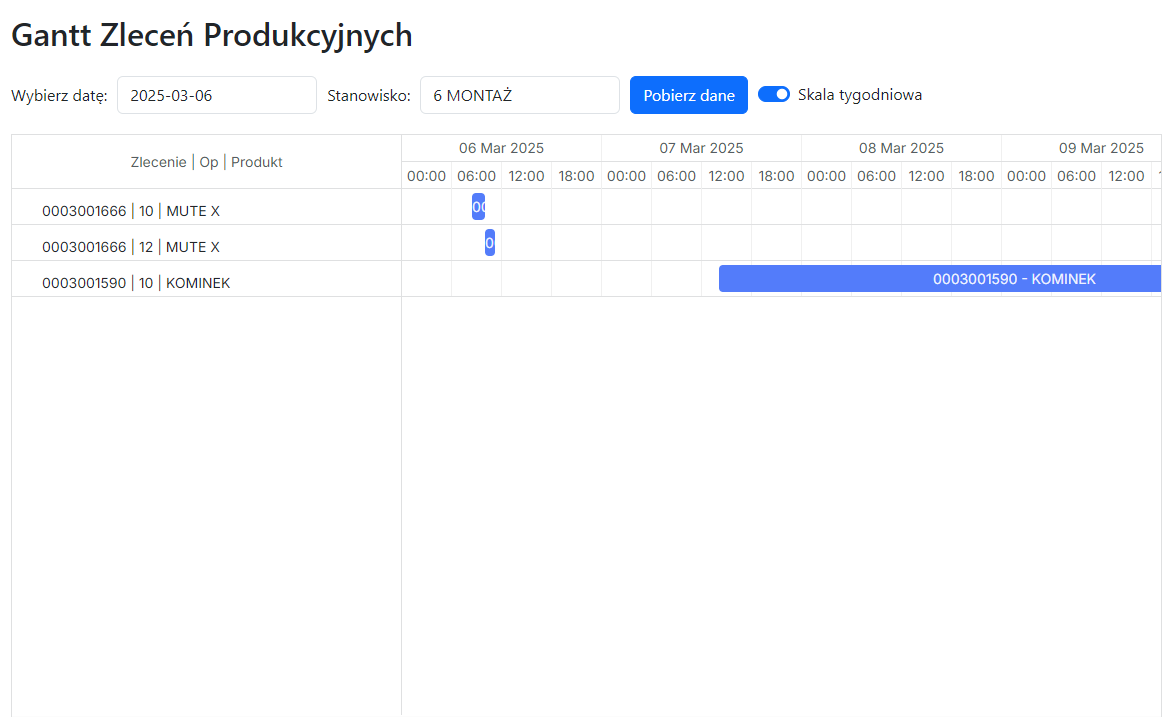 Gantt Zleceń Produkcyjnych
Wybierz datę: 2025-03-06 Stanowisko: 6 MONTAŻ Pobierz dane Skala tygodniowa
Zlecenie | Op | Produkt
06 Mar 2025 07 Mar 2025 08 Mar 2025 09 Mar 2025
00:00 06:00 12:00 18:00 00:00 06:00 12:00 18:00 00:00 06:00 12:00 18:00 00:00 06:00 12:00
0003001666 | 10 | MUTE X
0003001666 | 12 | MUTE X
0003001590 | 10 | KOMINEK 0003001590 - KOMINEK